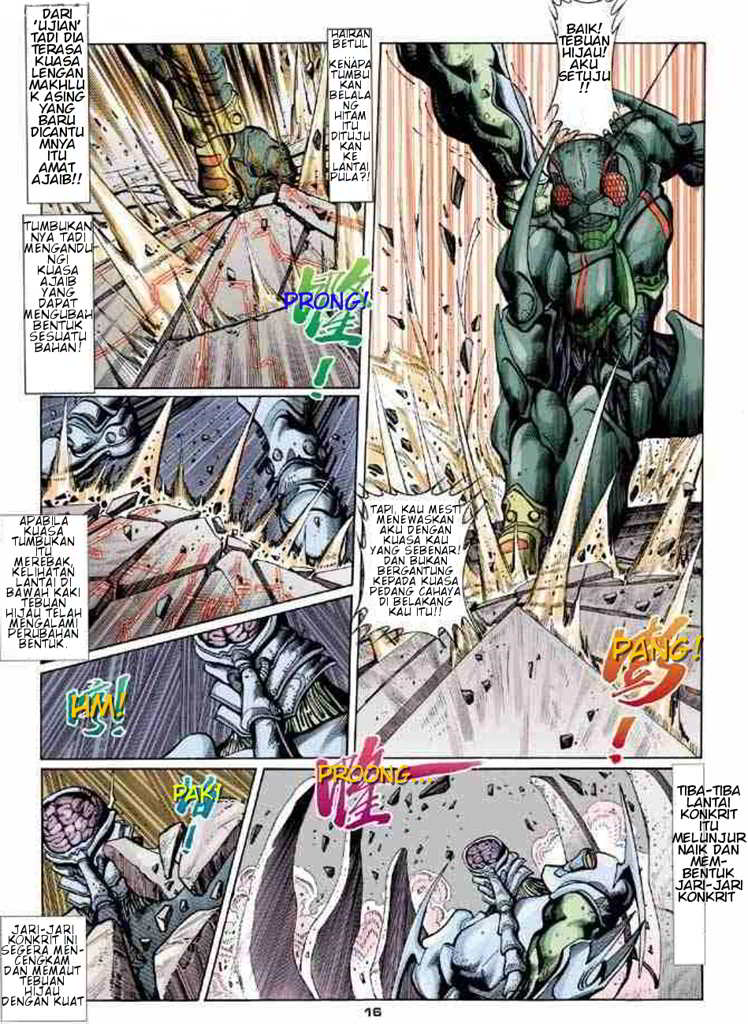 DARI
'UJIAN'
TADI DIA
TERASA
KUASA
LENGAN
MAKHLU
K ASING
YANG
BARU
DICANTU
MNYA
ITU
AMAT
AJAIB!!
HAIRAN
BETUL
.
KENAPA
TUMBU
KAN
BELALA
NG
HITAM
ITU
DITUJU
KAN
KE
LANTAI
PULA?!
BAIK!
TEBUAN
HIJAU!
AKU
SETUJU
!!
TUMBUKAN
NYA TADI
MENGANDU
NGI
KUASA
AJAIB
YANG
DAPAT
MENGUBAH
BENTUK
SESUATU
BAHAN!
PRONG!
隆
!
APABILA
KUASA
TUMBUKAN
ITU
MEREBAK,
KELIHATAN
LANTAI DI
BAWAH KAKI
TEBUAN
HIJAU TELAH
MENGALAMI
PERUBAHAN
BENTUK.
TAPI, KAU MESTI
MENEWASKAN
AKU DENGAN
KUASA KAU
YANG SEBENAR!
DAN BUKAN
BERGANTUNG
KEPADA KUASA
PEDANG CAHAYA
DI BELAKANG
KAU ITU!!
PANG!
!
HM!
!
PAK!
!
PROONG...
隆
TIBA-TIBA
LANTAI
KONKRIT
ITU
MELUNJUR
NAIK DAN
MEM-
BENTUK
JARI-JARI
KONKRIT
JARI-JARI
KONKRIT INI
SEGERA MEN-
CENGKAM
DAN MEMAUT
TEBUAN
HIJAU
DENGAN KUAT
16